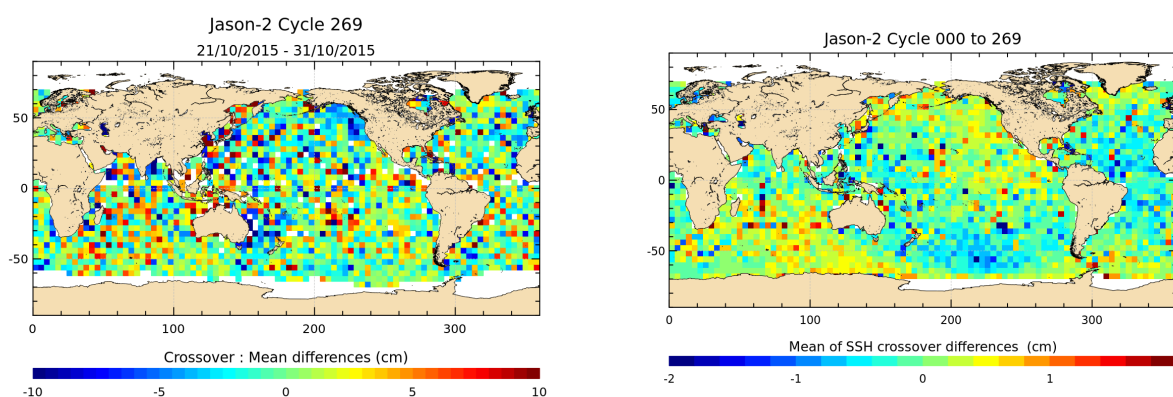 Jason-2 Cycle 269
21/10/2015 - 31/10/2015
50
0
-50
0 100 200 300
Crossover : Mean differences (cm)
-10 -5 0 5 10
Jason-2 Cycle 000 to 269
50
0
-50
0 100 200 300
Mean of SSH crossover differences (cm)
-2 -1 0 1